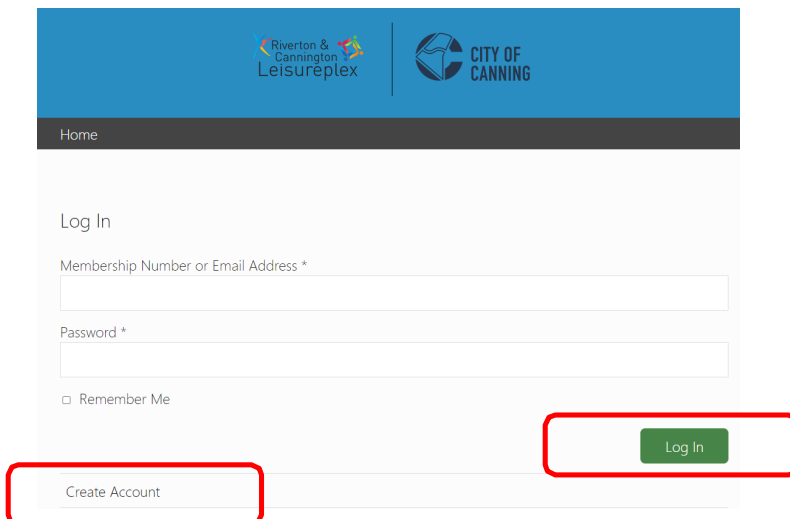 Riverton &
Cannington
Leisureplex
CITY OF
CANNING
Home
Log In
Membership Number or Email Address *
Password *
Remember Me
Log In
Create Account